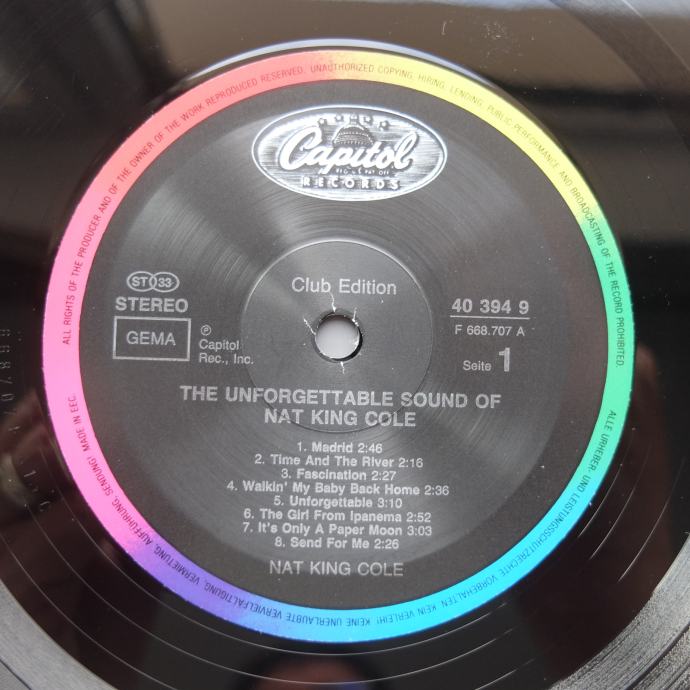 ALL RIGHTS OF THE PRODUCER AND OF THE OWNER OF THE WORK REPRODUCED RESERVED. UNAUTHORIZED COPYING, HIRING, LENDING, PUBLIC PERFORMANCE AND BROADCASTING OF THE RECORD PROHIBITED.
Capitol
REG. U.S. PAT. OFF.
RECORDS
Club Edition
ST 33
STEREO
GEMA
℗
Capitol
Rec., Inc.
40 394 9
F 668.707 A
Seite 1
THE UNFORGETTABLE SOUND OF
NAT KING COLE
1. Madrid 2:46
2. Time And The River 2:16
3. Fascination 2:27
4. Walkin' My Baby Back Home 2:36
5. Unforgettable 3:10
6. The Girl From Ipanema 2:52
7. It's Only A Paper Moon 3:03
8. Send For Me 2:26
NAT KING COLE
ALLE URHEBER- UND LEISTUNGSSCHUTZRECHTE VORBEHALTEN. KEIN VERLEIH! KEINE UNERLAUBTE VERVIELFÄLTIGUNG, VERMIETUNG, AUFFÜHRUNG, SENDUNG! MADE IN EEC.